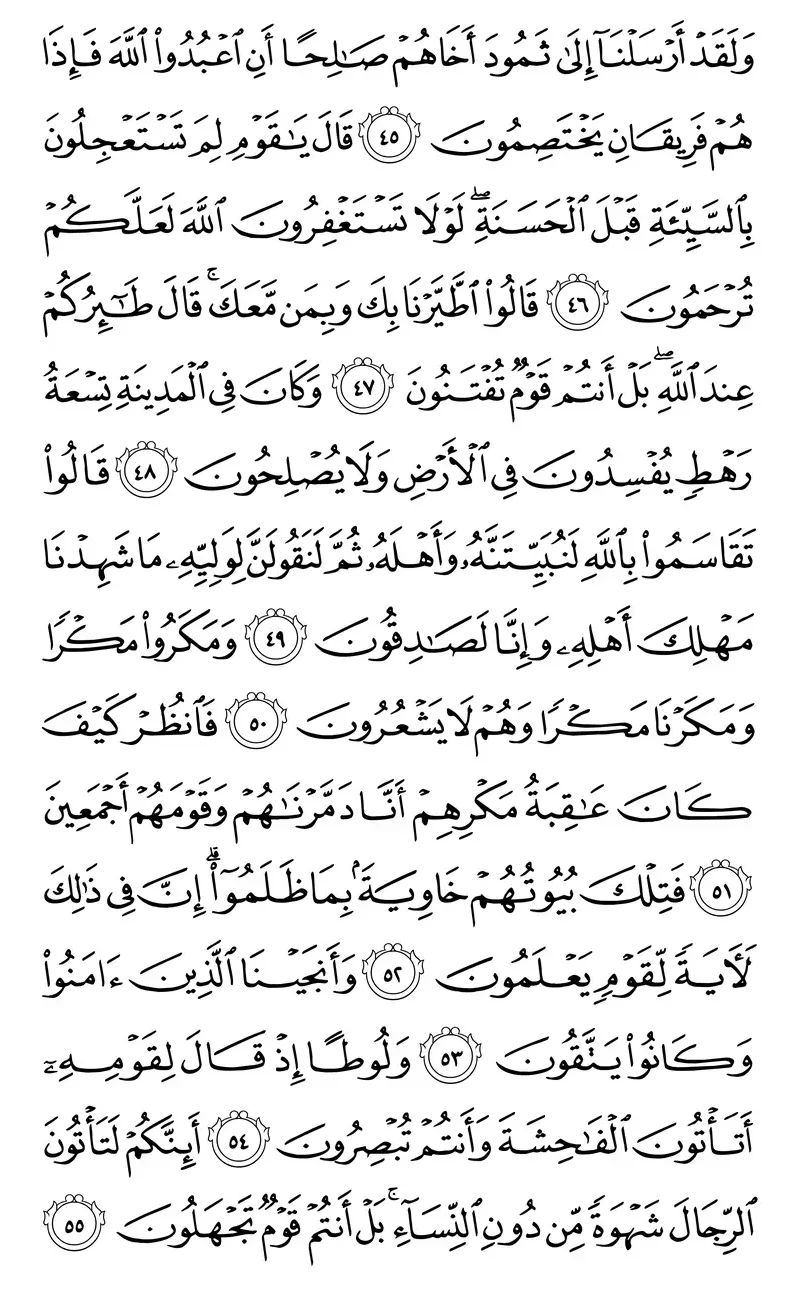 وَلَقَدْ أَرْسَلْنَآ إِلَىٰ ثَمُودَ أَخَاهُمْ صَـٰلِحًا أَنِ ٱعْبُدُوا۟ ٱللَّهَ فَإِذَا
هُمْ فَرِيقَانِ يَخْتَصِمُونَ ٤٥ قَالَ يَـٰقَوْمِ لِمَ تَسْتَعْجِلُونَ
بِٱلسَّيِّئَةِ قَبْلَ ٱلْحَسَنَةِ ۖ لَوْلَا تَسْتَغْفِرُونَ ٱللَّهَ لَعَلَّكُمْ
تُرْحَمُونَ ٤٦ قَالُوا۟ ٱطَّيَّرْنَا بِكَ وَبِمَن مَّعَكَ ۚ قَالَ طَـٰٓئِرُكُمْ
عِندَ ٱللَّهِ ۖ بَلْ أَنتُمْ قَوْمٌ تُفْتَنُونَ ٤٧ وَكَانَ فِى ٱلْمَدِينَةِ تِسْعَةُ
رَهْطٍ يُفْسِدُونَ فِى ٱلْأَرْضِ وَلَا يُصْلِحُونَ ٤٨ قَالُوا۟
تَقَاسَمُوا۟ بِٱللَّهِ لَنُبَيِّتَنَّهُۥ وَأَهْلَهُۥ ثُمَّ لَنَقُولَنَّ لِوَلِيِّهِۦ مَا شَهِدْنَا
مَهْلِكَ أَهْلِهِۦ وَإِنَّا لَصَـٰدِقُونَ ٤٩ وَمَكَرُوا۟ مَكْرًا
وَمَكَرْنَا مَكْرًا وَهُمْ لَا يَشْعُرُونَ ٥٠ فَٱنظُرْ كَيْفَ
كَانَ عَـٰقِبَةُ مَكْرِهِمْ أَنَّا دَمَّرْنَـٰهُمْ وَقَوْمَهُمْ أَجْمَعِينَ
٥١ فَتِلْكَ بُيُوتُهُمْ خَاوِيَةًۢ بِمَا ظَلَمُوٓا۟ ۗ إِنَّ فِى ذَٰلِكَ
لَـَٔايَةً لِّقَوْمٍ يَعْلَمُونَ ٥٢ وَأَنجَيْنَا ٱلَّذِينَ ءَامَنُوا۟
وَكَانُوا۟ يَتَّقُونَ ٥٣ وَلُوطًا إِذْ قَالَ لِقَوْمِهِۦٓ
أَتَأْتُونَ ٱلْفَـٰحِشَةَ وَأَنتُمْ تُبْصِرُونَ ٥٤ أَئِنَّكُمْ لَتَأْتُونَ
ٱلرِّجَالَ شَهْوَةً مِّن دُونِ ٱلنِّسَآءِ ۚ بَلْ أَنتُمْ قَوْمٌ تَجْهَلُونَ ٥٥